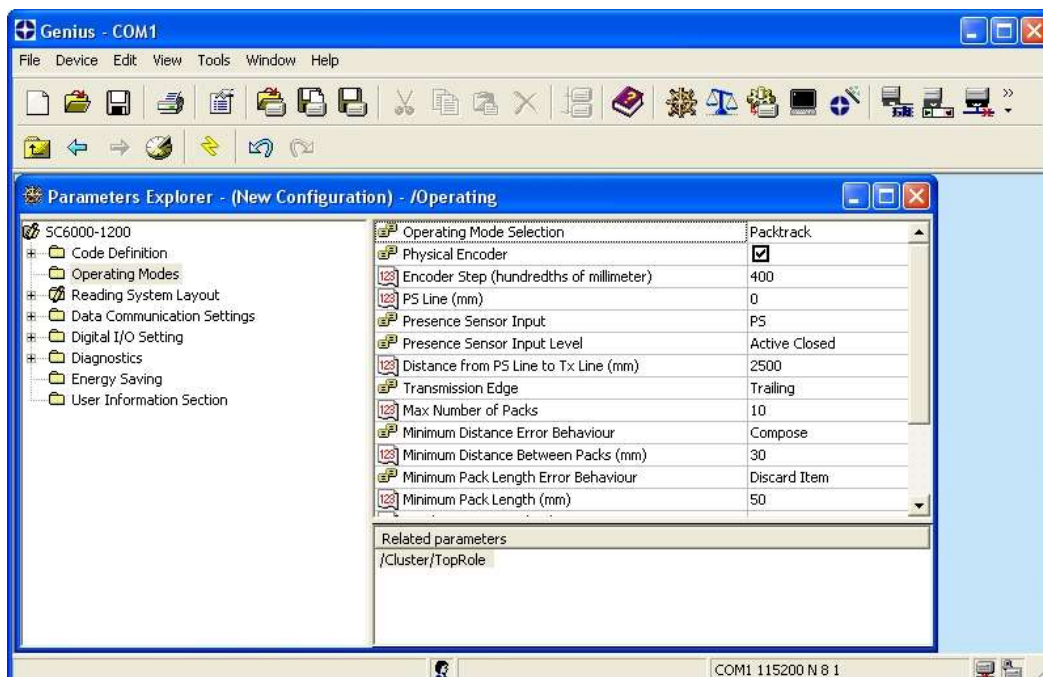 Genius - COM1
File Device Edit View Tools Window Help
Parameters Explorer - (New Configuration) - /Operating
SC6000-1200
Code Definition
Operating Modes
Reading System Layout
Data Communication Settings
Digital I/O Setting
Diagnostics
Energy Saving
User Information Section
Operating Mode Selection Packtrack
Physical Encoder
Encoder Step (hundredths of millimeter) 400
PS Line (mm) 0
Presence Sensor Input PS
Presence Sensor Input Level Active Closed
Distance from PS Line to Tx Line (mm) 2500
Transmission Edge Trailing
Max Number of Packs 10
Minimum Distance Error Behaviour Compose
Minimum Distance Between Packs (mm) 30
Minimum Pack Length Error Behaviour Discard Item
Minimum Pack Length (mm) 50
Related parameters
/Cluster/TopRole
COM1 115200 N 8 1